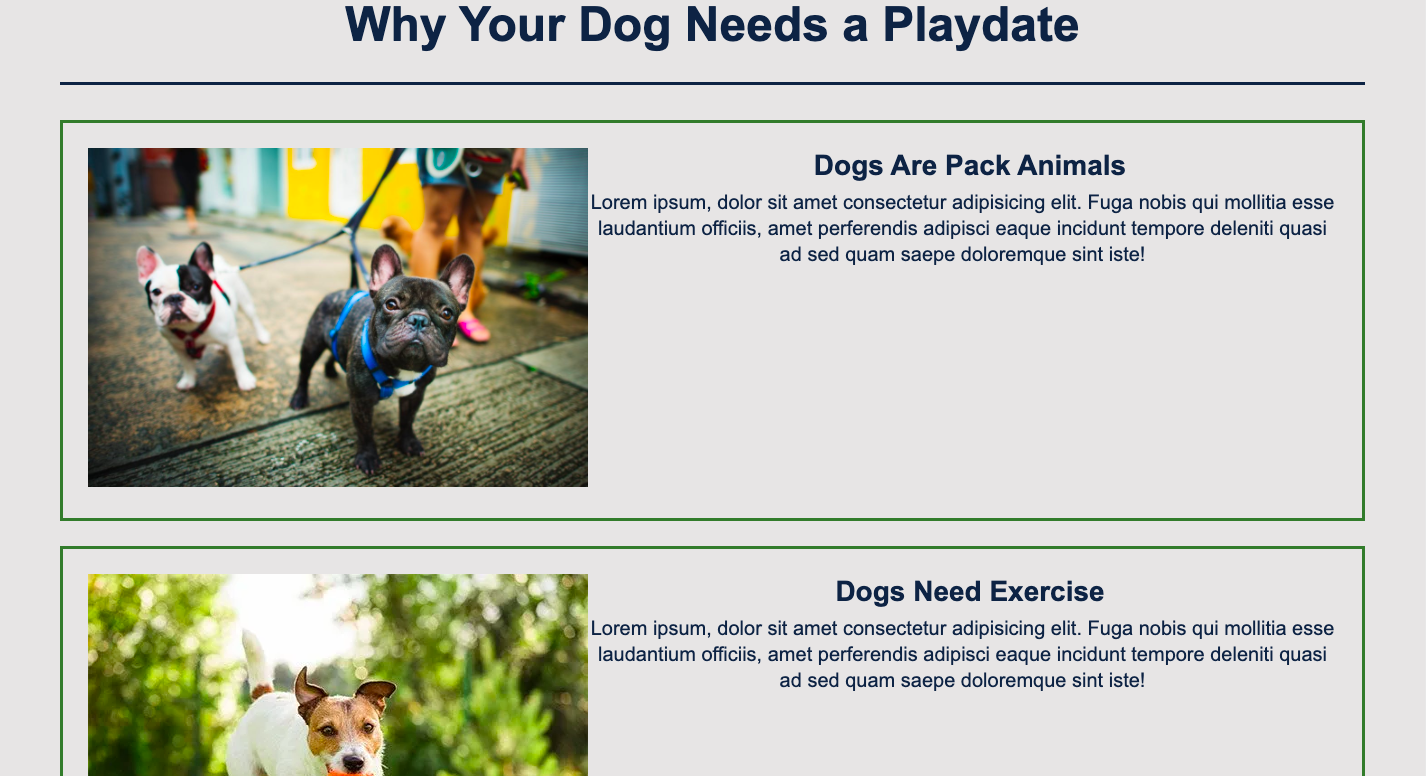 Why Your Dog Needs a Playdate
Dogs Are Pack Animals
Lorem ipsum, dolor sit amet consectetur adipisicing elit. Fuga nobis qui mollitia esse
laudantium officiis, amet perferendis adipisci eaque incidunt tempore deleniti quasi
ad sed quam saepe doloremque sint iste!
Dogs Need Exercise
Lorem ipsum, dolor sit amet consectetur adipisicing elit. Fuga nobis qui mollitia esse
laudantium officiis, amet perferendis adipisci eaque incidunt tempore deleniti quasi
ad sed quam saepe doloremque sint iste!